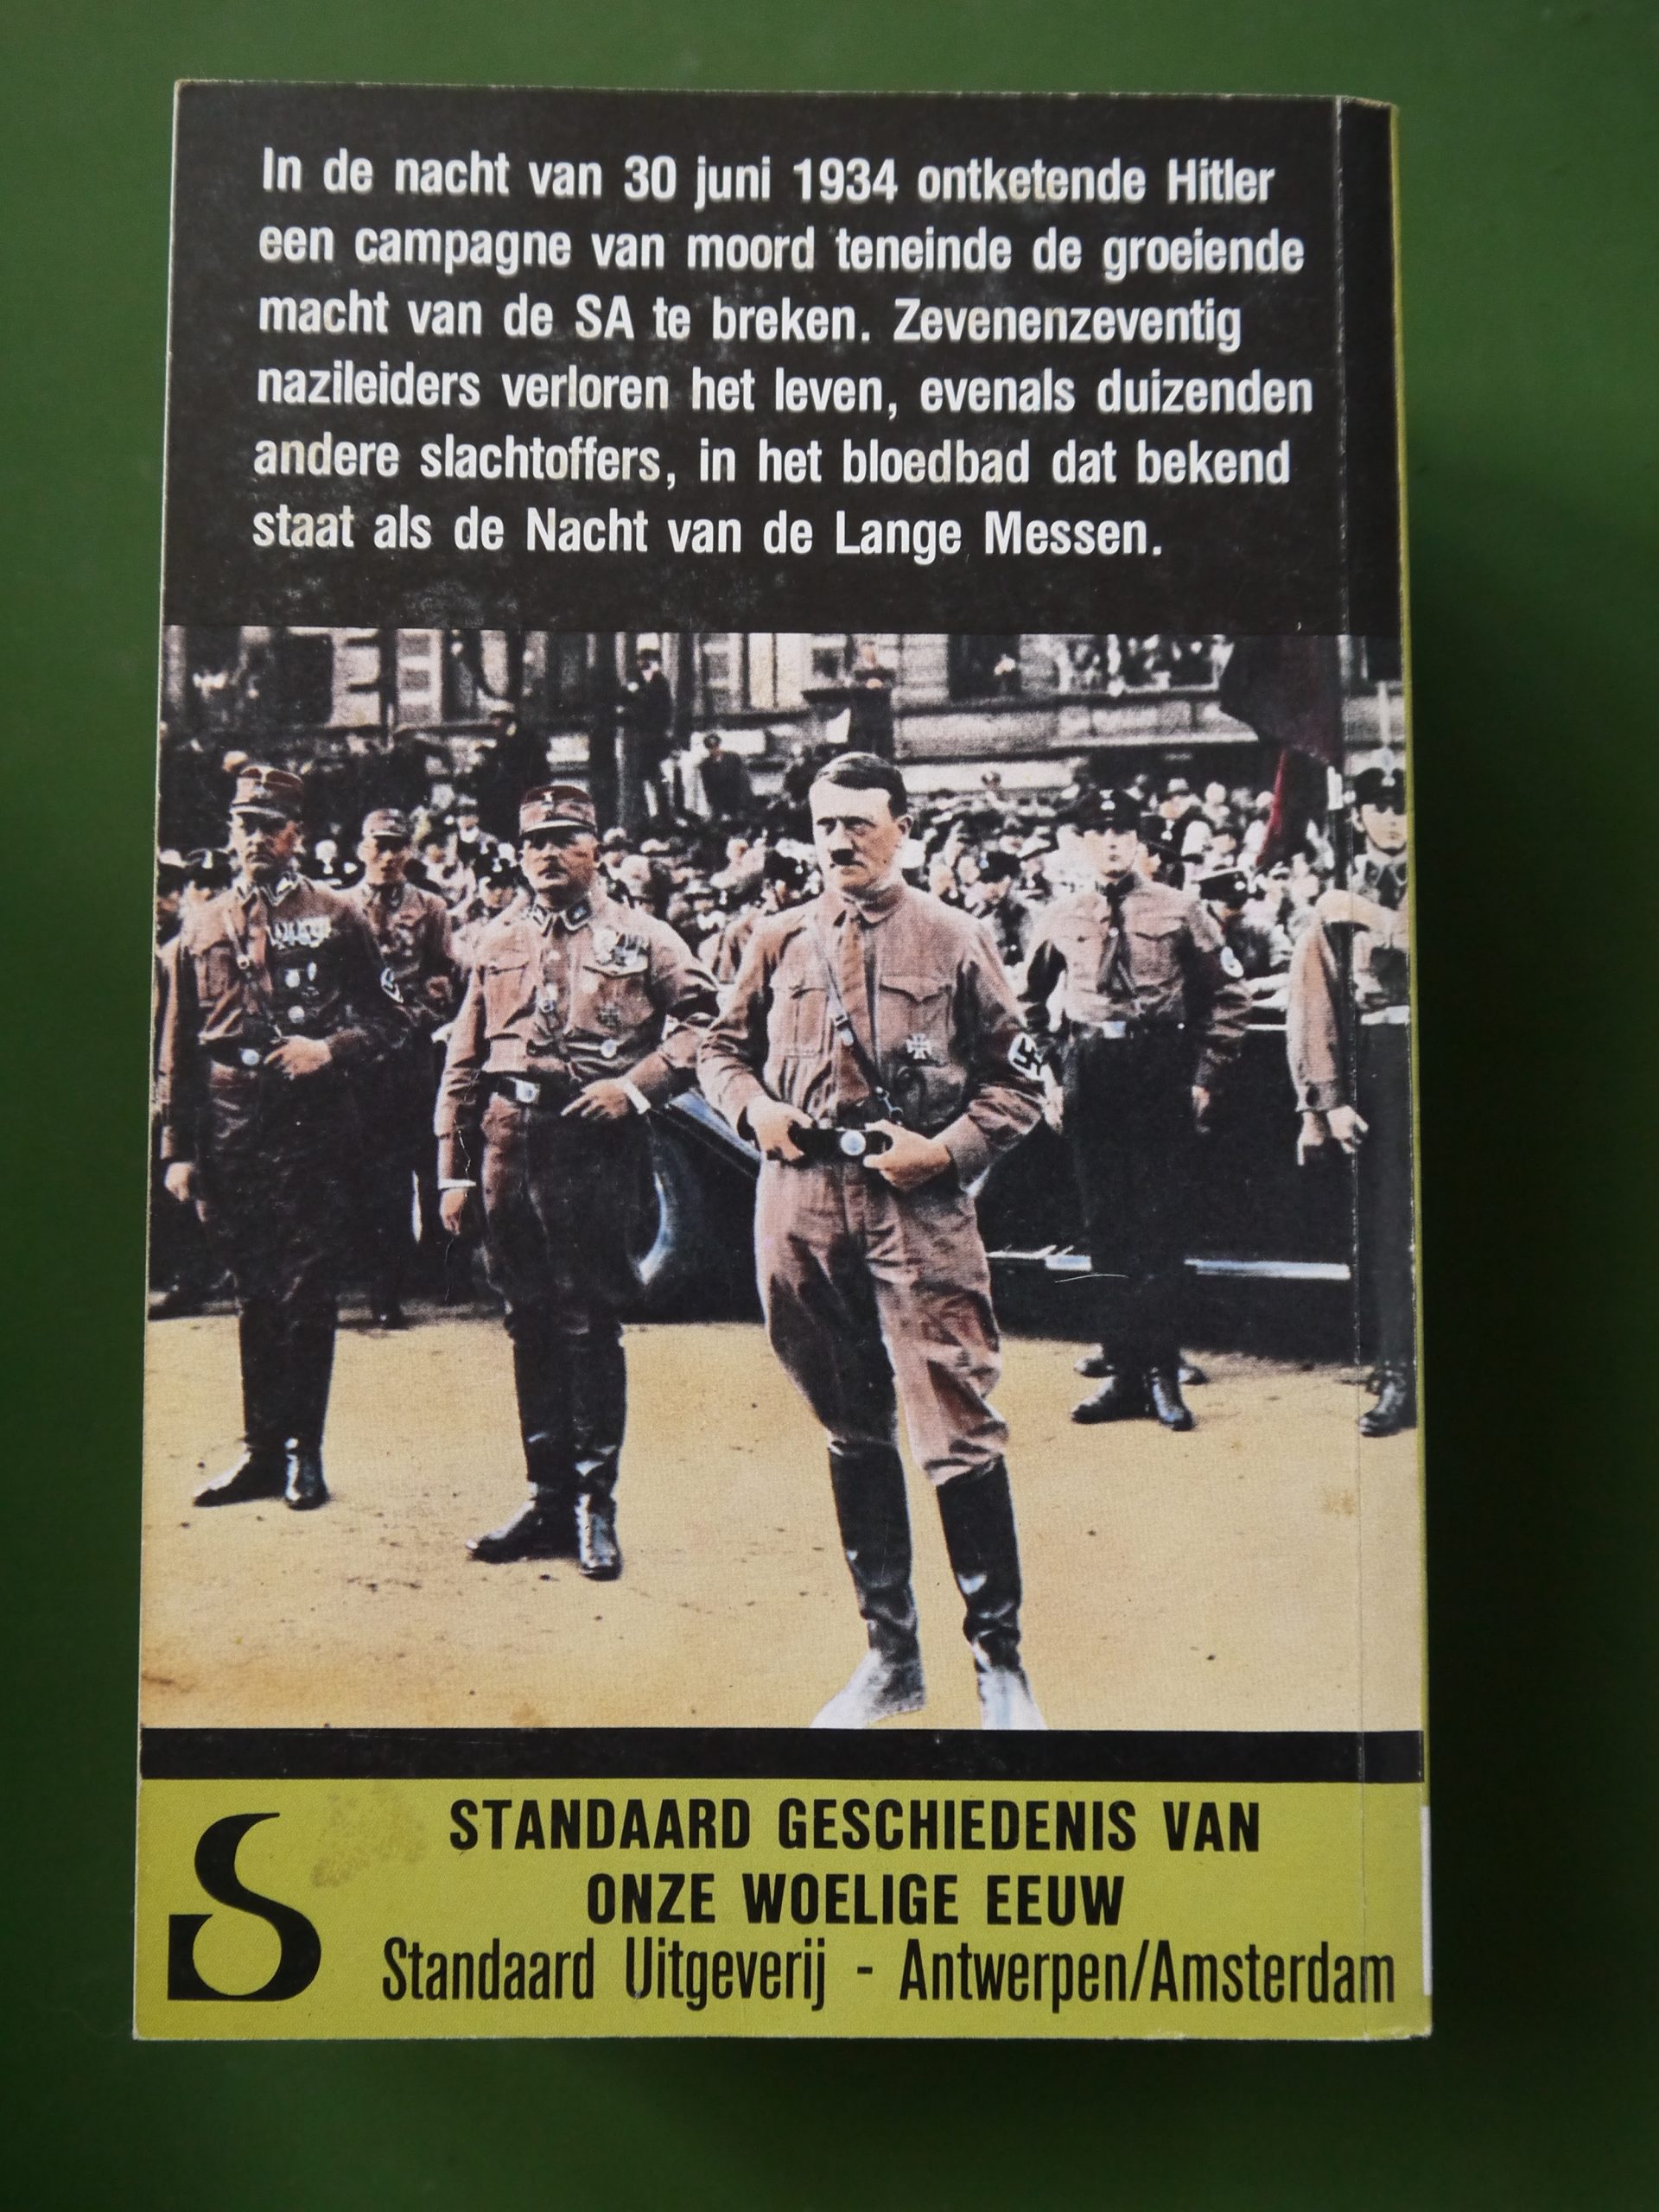 In de nacht van 30 juni 1934 ontketende Hitler
een campagne van moord teneinde de groeiende
macht van de SA te breken. Zevenenzeventig
nazileiders verloren het leven, evenals duizenden
andere slachtoffers, in het bloedbad dat bekend
staat als de Nacht van de Lange Messen.
S
STANDAARD GESCHIEDENIS VAN
ONZE WOELIGE EEUW
Standaard Uitgeverij - Antwerpen/Amsterdam